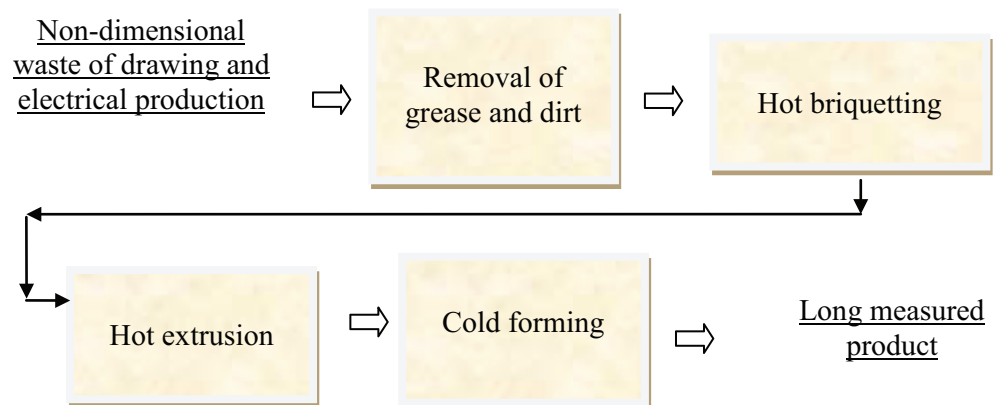 Non-dimensional
waste of drawing and
electrical production
Removal of
grease and dirt
Hot briquetting
Hot extrusion
Cold forming
Long measured
product